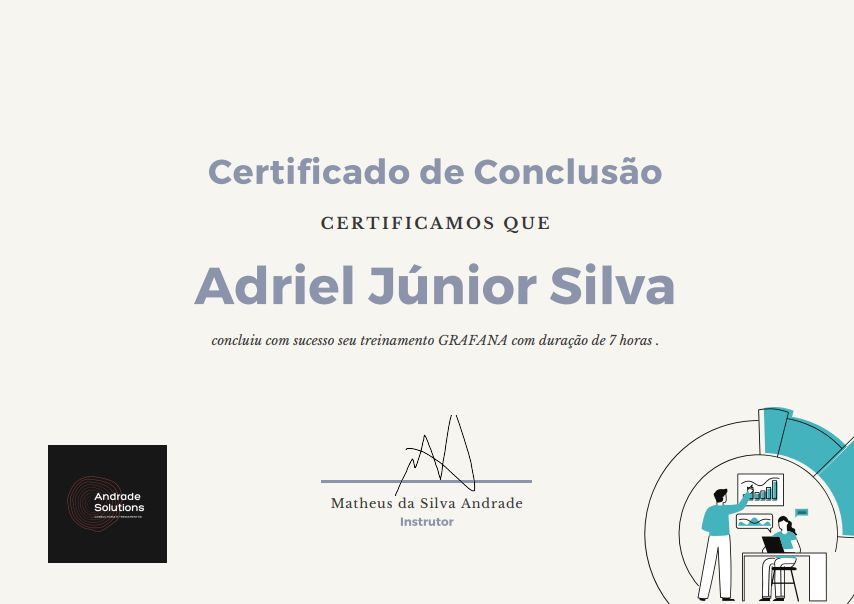 Certificado de Conclusão
CERTIFICAMOS QUE
Adriel Júnior Silva
concluiu com sucesso seu treinamento GRAFANA com duração de 7 horas .
Matheus da Silva Andrade
Instrutor
Andrade
Solutions